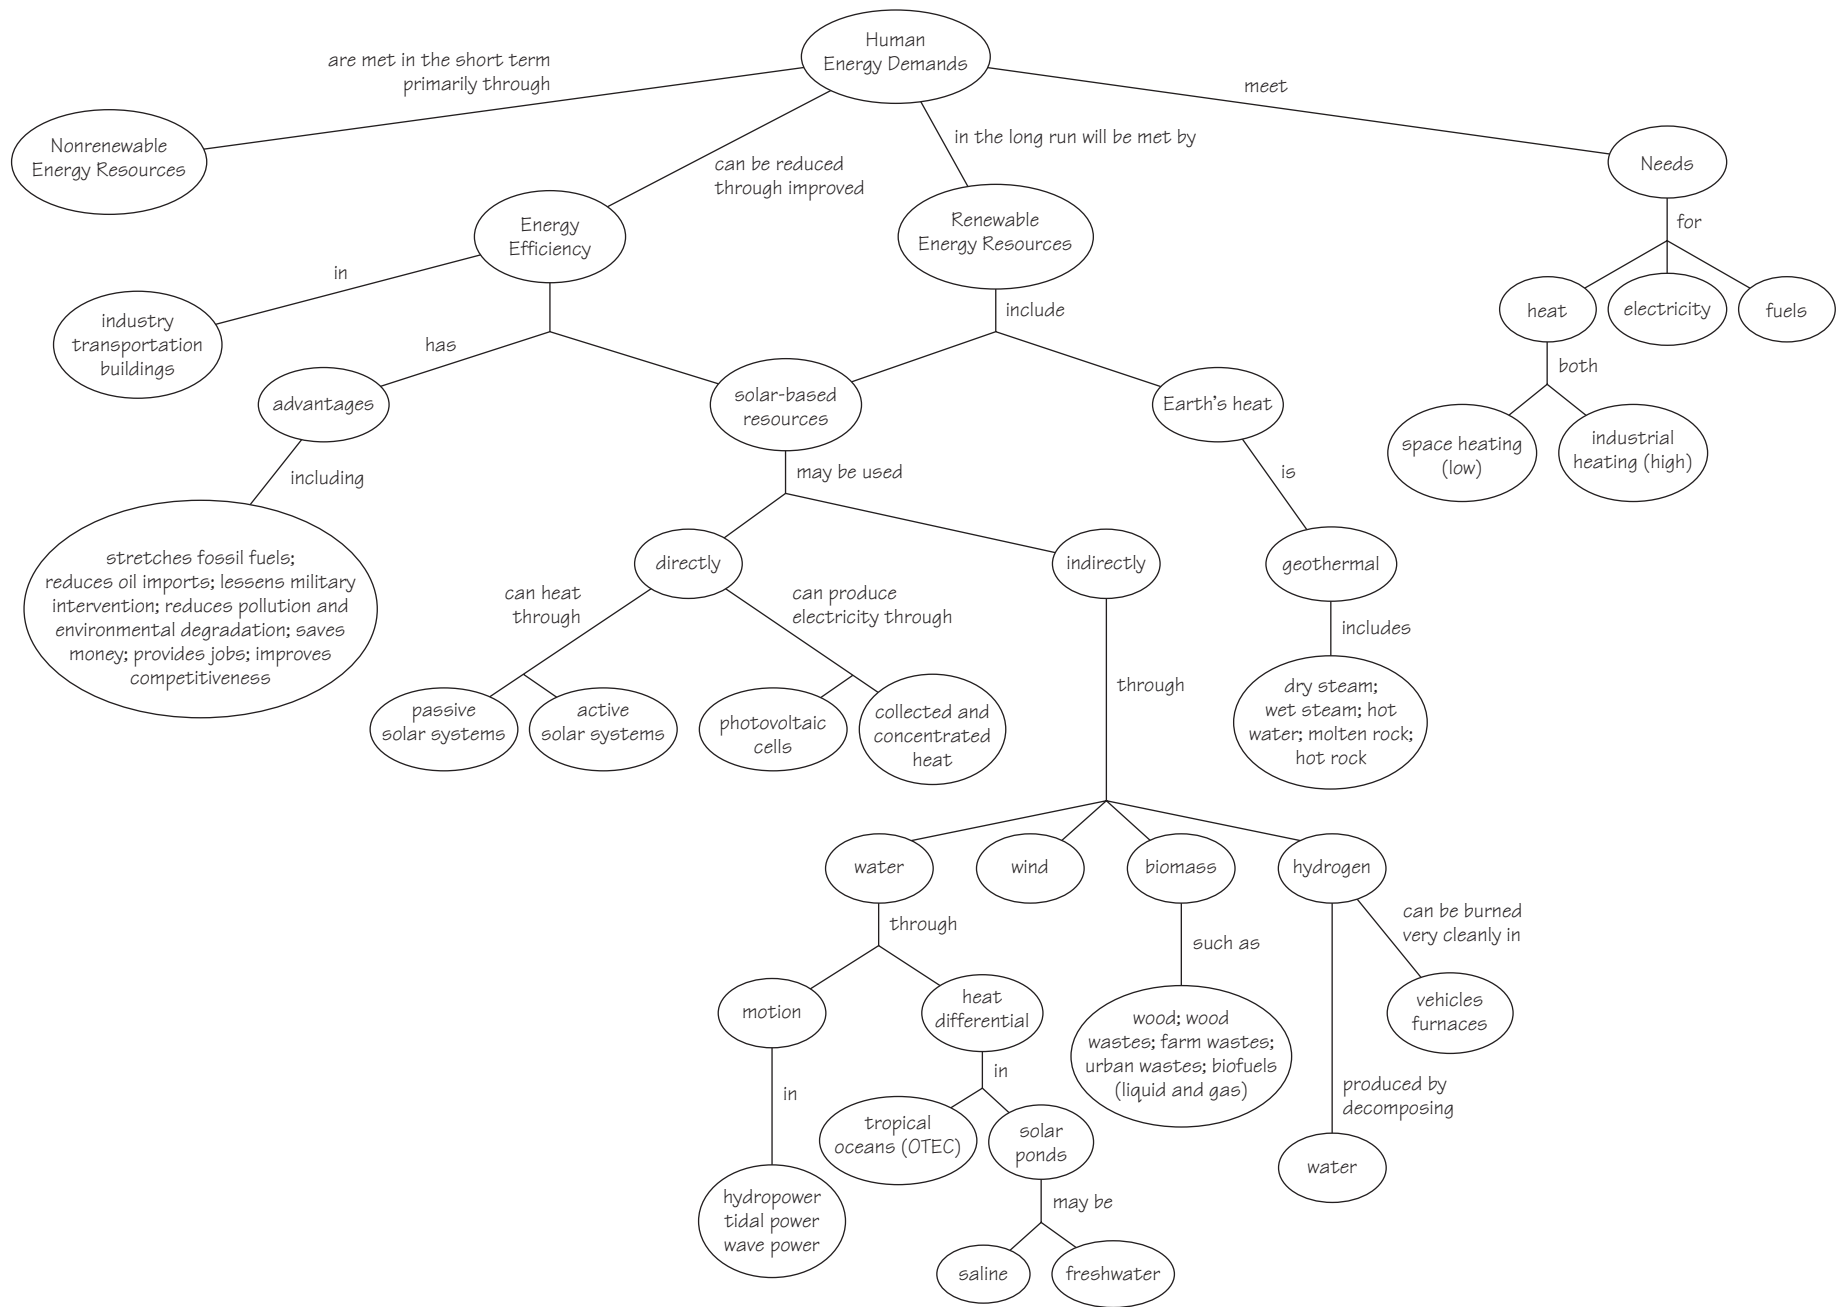 Human
Energy Demands
are met in the short term
primarily through
meet
Nonrenewable
Energy Resources
can be reduced
through improved
in the long run will be met by
Needs
for
Energy
Efficiency
Renewable
Energy Resources
in
industry
transportation
buildings
has
include
heat
electricity
fuels
both
space heating
(low)
industrial
heating (high)
advantages
solar-based
resources
Earth's heat
including
may be used
is
stretches fossil fuels;
reduces oil imports; lessens military
intervention; reduces pollution and
environmental degradation; saves
money; provides jobs; improves
competitiveness
directly
indirectly
geothermal
can heat
through
can produce
electricity through
through
includes
passive
solar systems
active
solar systems
photovoltaic
cells
collected and
concentrated
heat
dry steam;
wet steam; hot
water; molten rock;
hot rock
water
wind
biomass
hydrogen
through
such as
can be burned
very cleanly in
motion
heat
differential
wood; wood
wastes; farm wastes;
urban wastes; biofuels
(liquid and gas)
vehicles
furnaces
in
in
produced by
decomposing
tropical
oceans (OTEC)
solar
ponds
water
hydropower
tidal power
wave power
may be
saline
freshwater